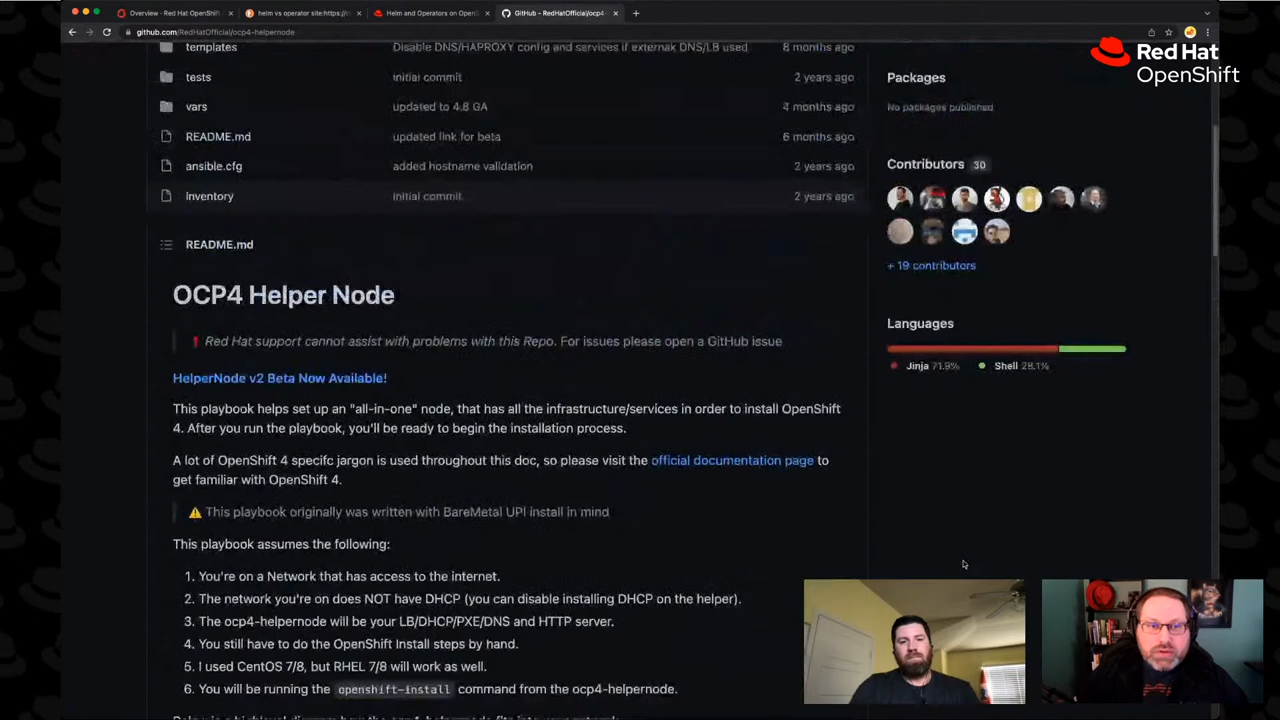 Overview - Red Hat OpenShift
helm vs operator site:https://c
Helm and Operators on Open
GitHub - RedHatOfficial/ocp4
github.com/RedHatOfficial/ocp4-helpernode
Red Hat
OpenShift
templates
Disable DNS/HAPROXY config and services if externak DNS/LB used
8 months ago
tests
initial commit
2 years ago
vars
updated to 4.8 GA
4 months ago
README.md
updated link for beta
6 months ago
ansible.cfg
added hostname validation
2 years ago
inventory
initial commit
2 years ago
Packages
No packages published
Contributors 30
+ 19 contributors
Languages
Jinja 71.9%
Shell 28.1%
README.md
OCP4 Helper Node
❗ Red Hat support cannot assist with problems with this Repo. For issues please open a GitHub issue
HelperNode v2 Beta Now Available!
This playbook helps set up an "all-in-one" node, that has all the infrastructure/services in order to install OpenShift
4. After you run the playbook, you'll be ready to begin the installation process.
A lot of OpenShift 4 specifc jargon is used throughout this doc, so please visit the official documentation page to
get familiar with OpenShift 4.
⚠️ This playbook originally was written with BareMetal UPI install in mind
This playbook assumes the following:
1. You're on a Network that has access to the internet.
2. The network you're on does NOT have DHCP (you can disable installing DHCP on the helper).
3. The ocp4-helpernode will be your LB/DHCP/PXE/DNS and HTTP server.
4. You still have to do the OpenShift Install steps by hand.
5. I used CentOS 7/8, but RHEL 7/8 will work as well.
6. You will be running the openshift-install command from the ocp4-helpernode.